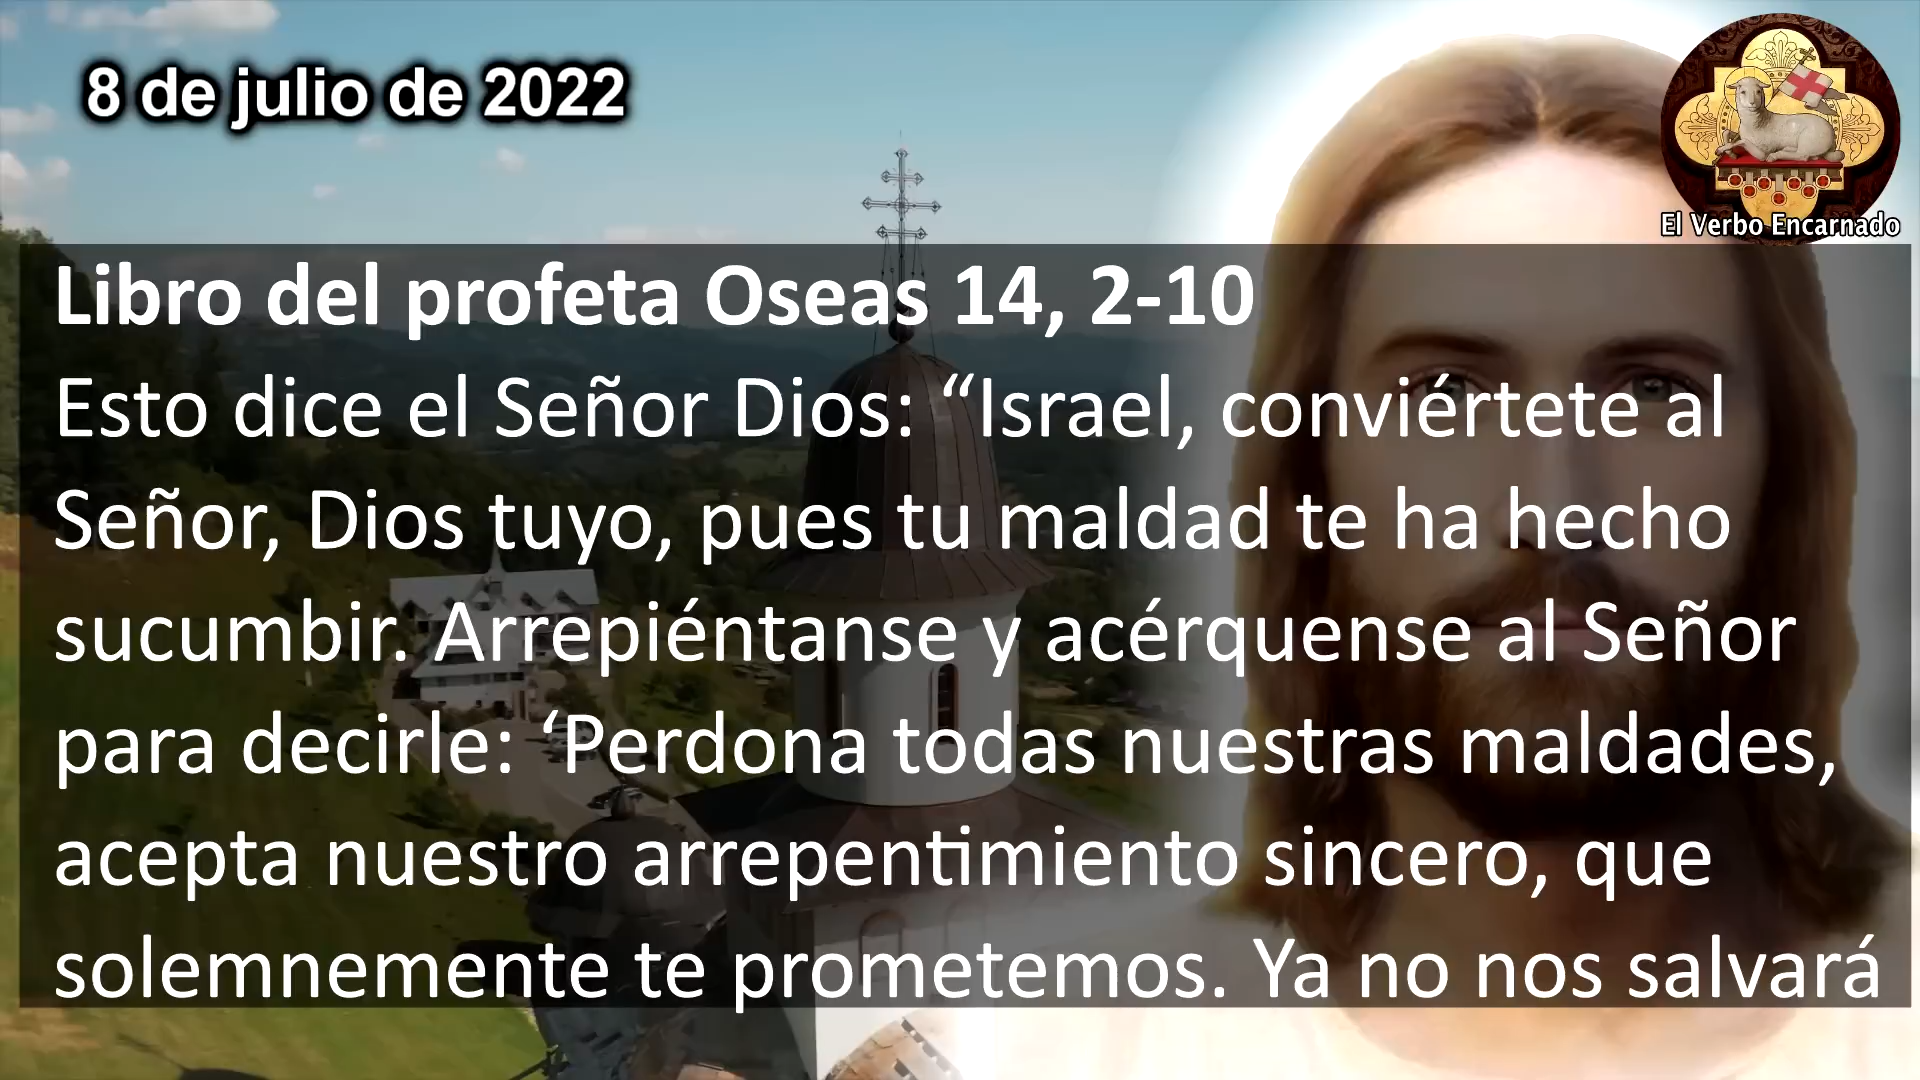 8 de julio de 2022
El Verbo Encarnado
Libro del profeta Oseas 14, 2-10
Esto dice el Señor Dios: “Israel, conviértete al
Señor, Dios tuyo, pues tu maldad te ha hecho
sucumbir. Arrepiéntanse y acérquense al Señor
para decirle: ‘Perdona todas nuestras maldades,
acepta nuestro arrepentimiento sincero, que
solemnemente te prometemos. Ya no nos salvará